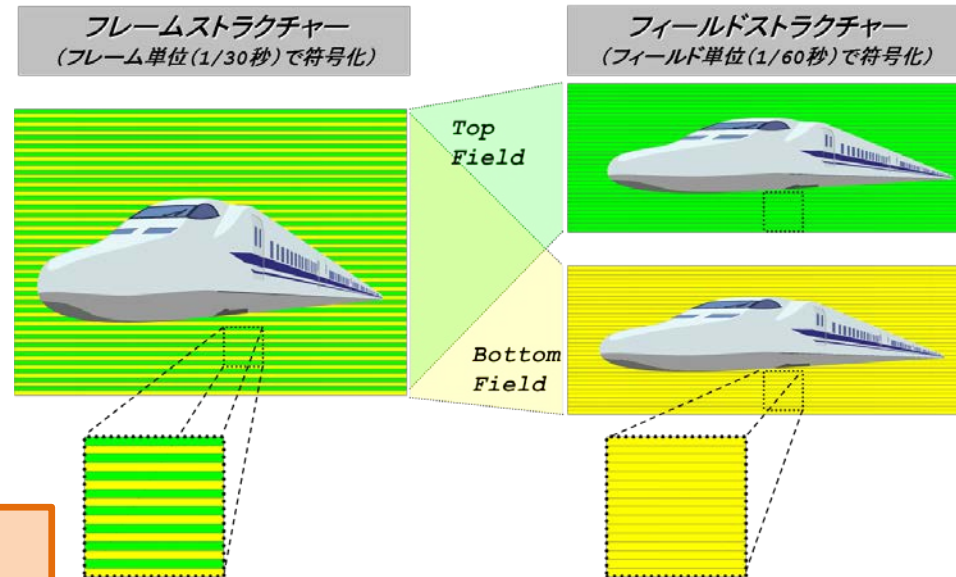 フレームストラクチャー
(フレーム単位(1/30秒)で符号化)
フィールドストラクチャー
(フィールド単位(1/60秒)で符号化)
Top
Field
Bottom
Field